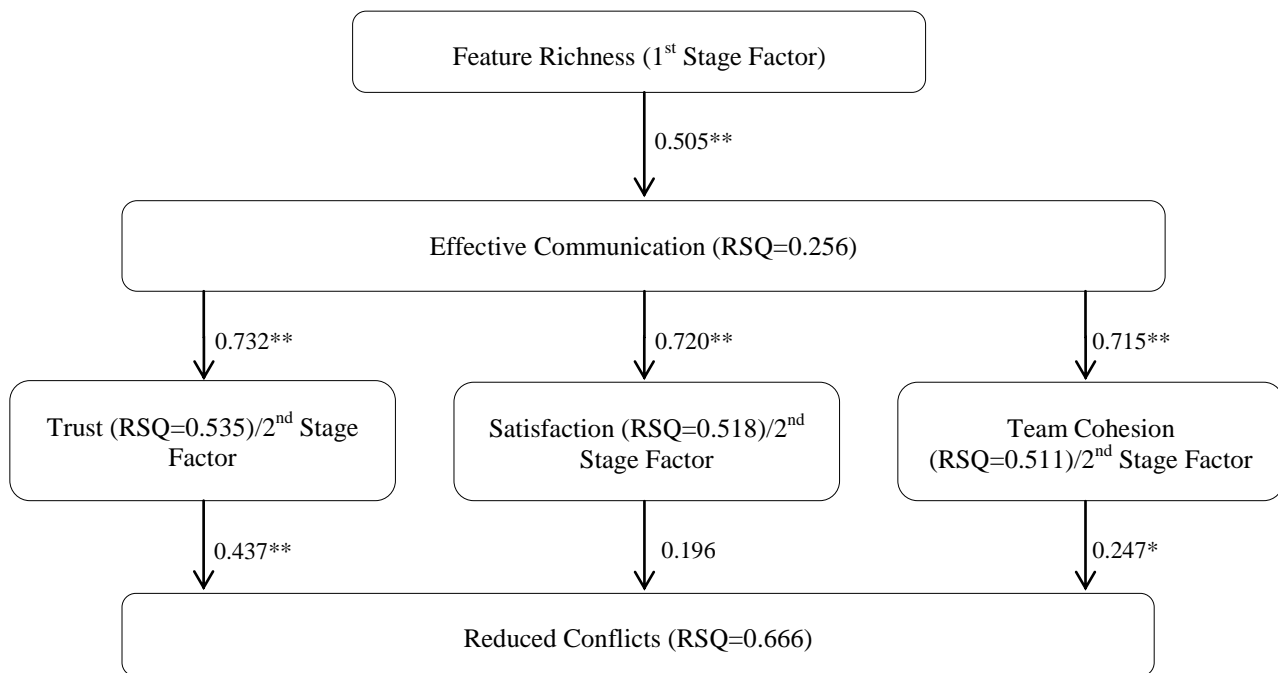 Feature Richness (1st Stage Factor)
0.505**
Effective Communication (RSQ=0.256)
0.732**
0.720**
0.715**
Trust (RSQ=0.535)/2nd Stage
Factor
Satisfaction (RSQ=0.518)/2nd
Stage Factor
Team Cohesion
(RSQ=0.511)/2nd Stage Factor
0.437**
0.196
0.247*
Reduced Conflicts (RSQ=0.666)